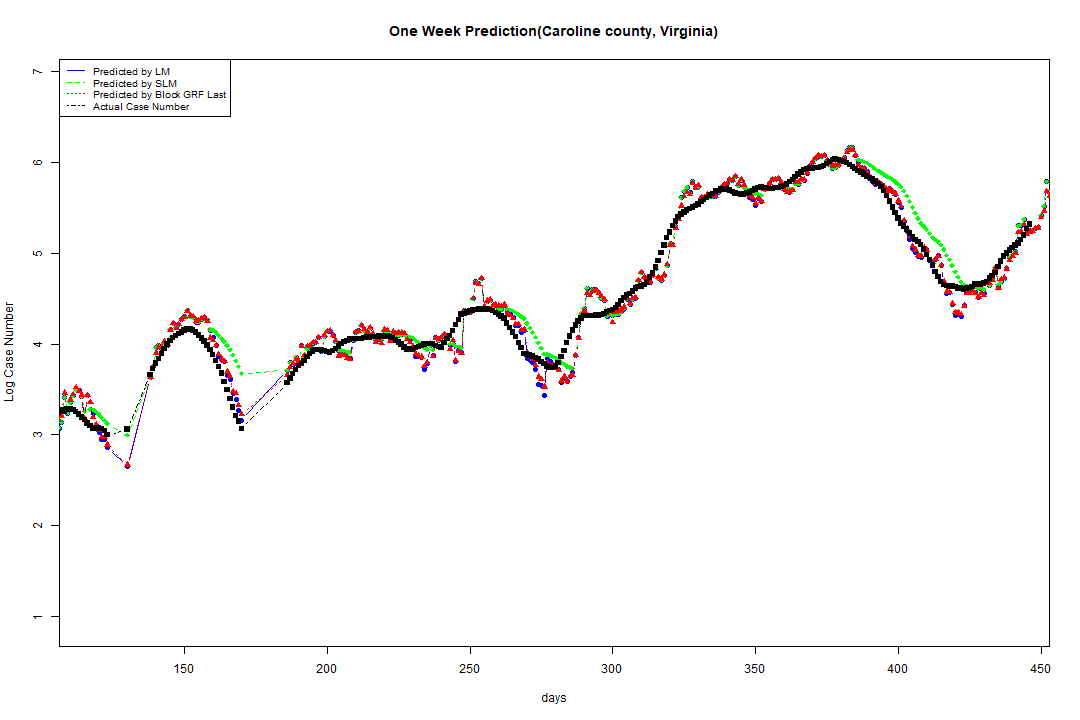 One Week Prediction(Caroline county, Virginia)
Predicted by LM
Predicted by SLM
Predicted by Block GRF Last
Actual Case Number
7
6
5
4
3
2
1
Log Case Number
150 200 250 300 350 400 450
days